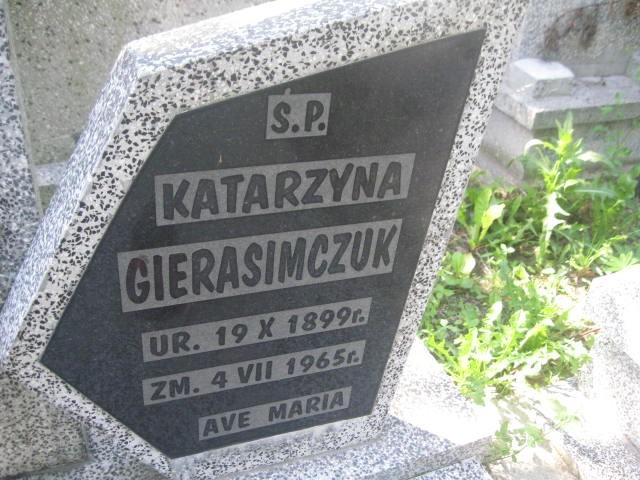 Ś.P.
KATARZYNA
GIERASIMCZUK
UR. 19 X 1899r.
ZM. 4 VII 1965r.
AVE MARIA